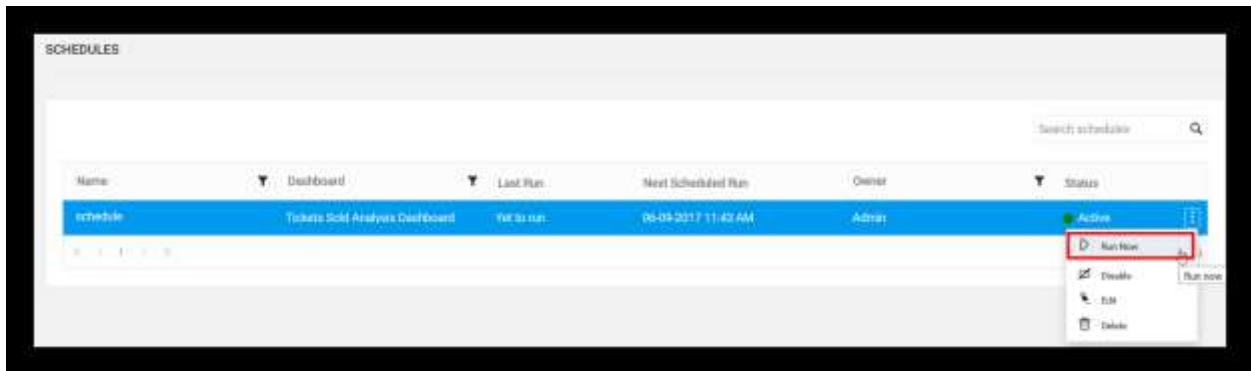 SCHEDULES
Search schedules
Name Dashboard Last Run Next Scheduled Run Owner Status
schedule Tickets Sold Analysis Dashboard Yet to run 06-09-2017 11:43 AM Admin Active
1
Run Now
Run now
Disable
Edit
Delete